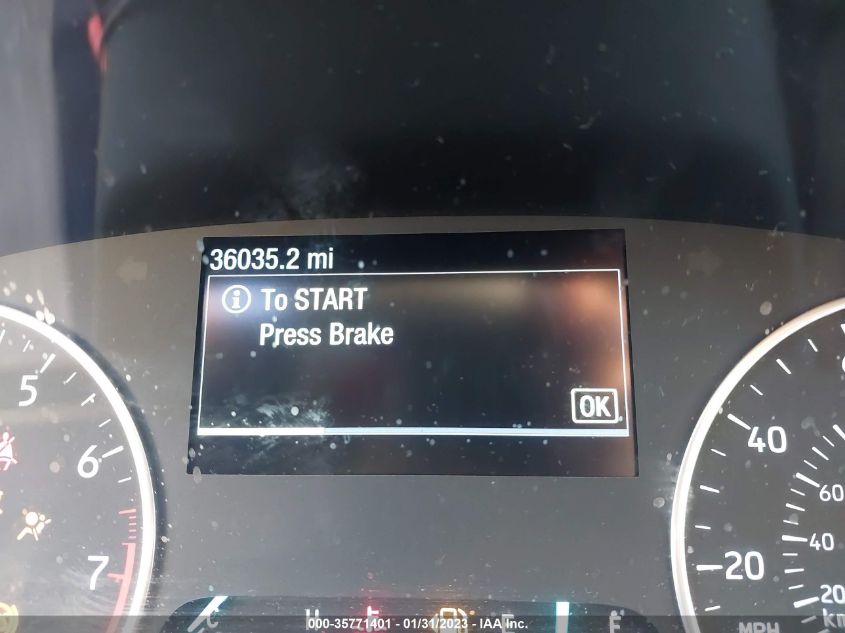 36035.2 mi
i To START
Press Brake
OK
5
6
7
40
20
60
40
20
km
MPH
H
E
F
000-35771401 - 01/31/2023 - IAA Inc.